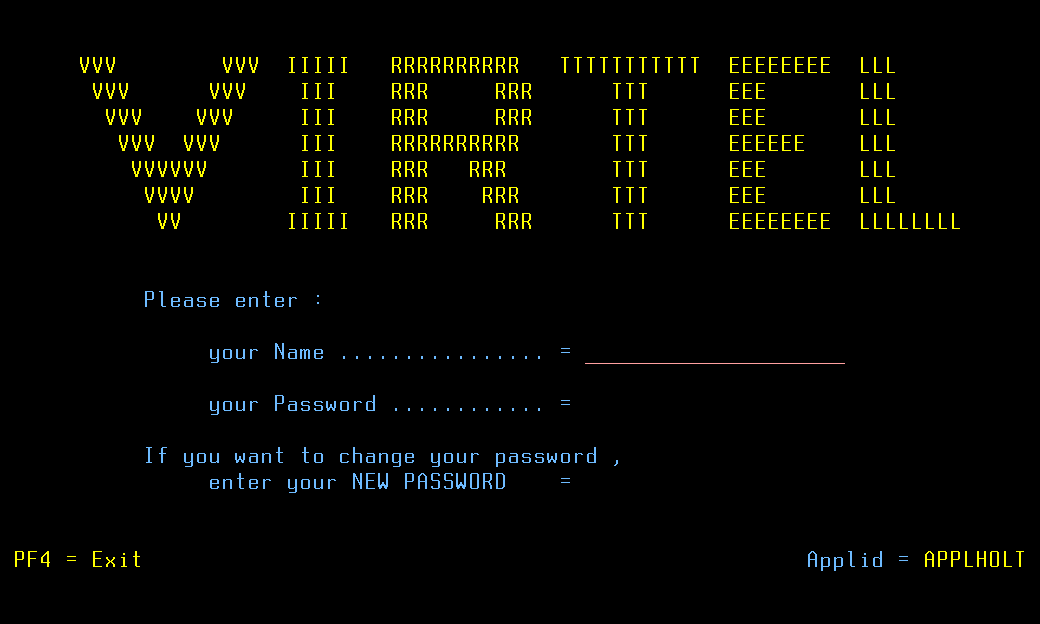 VVV        VVV  IIIII   RRRRRRRRRR   TTTTTTTTTTT  EEEEEEEE  LLL
 VVV      VVV    III    RRR     RRR      TTT      EEE       LLL
  VVV    VVV     III    RRR     RRR      TTT      EEE       LLL
   VVV  VVV      III    RRRRRRRRRR       TTT      EEEEEE    LLL
    VVVVVV       III    RRR   RRR        TTT      EEE       LLL
     VVVV        III    RRR    RRR       TTT      EEE       LLL
      VV        IIIII   RRR     RRR      TTT      EEEEEEEE  LLLLLLLL
Please enter :
your Name ................ = ____________________
your Password ............ =
If you want to change your password ,
enter your NEW PASSWORD    =
PF4 = Exit                                                   Applid = APPLHOLT